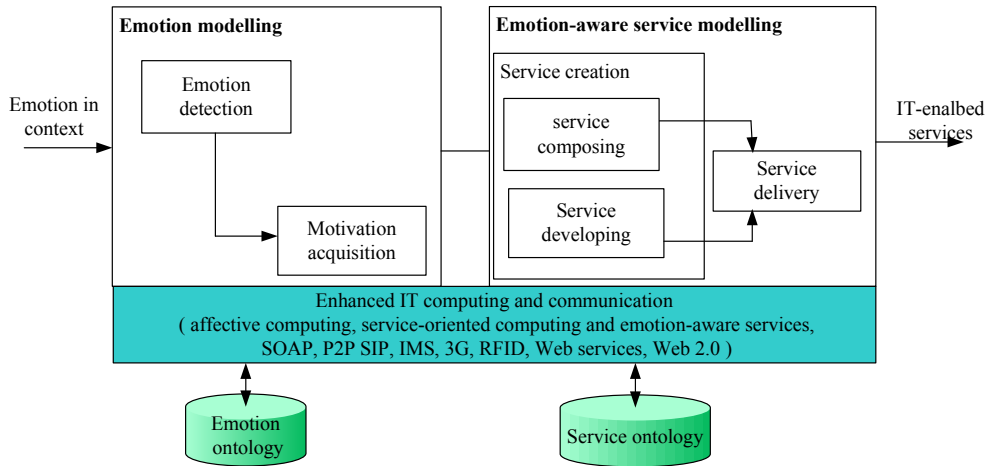 Emotion modelling
Emotion-aware service modelling
Emotion in
context
Emotion
detection
Motivation
acquisition
Service creation
service
composing
Service
developing
Service
delivery
IT-enalbed
services
Enhanced IT computing and communication
( affective computing, service-oriented computing and emotion-aware services,
SOAP, P2P SIP, IMS, 3G, RFID, Web services, Web 2.0 )
Emotion
ontology
Service ontology